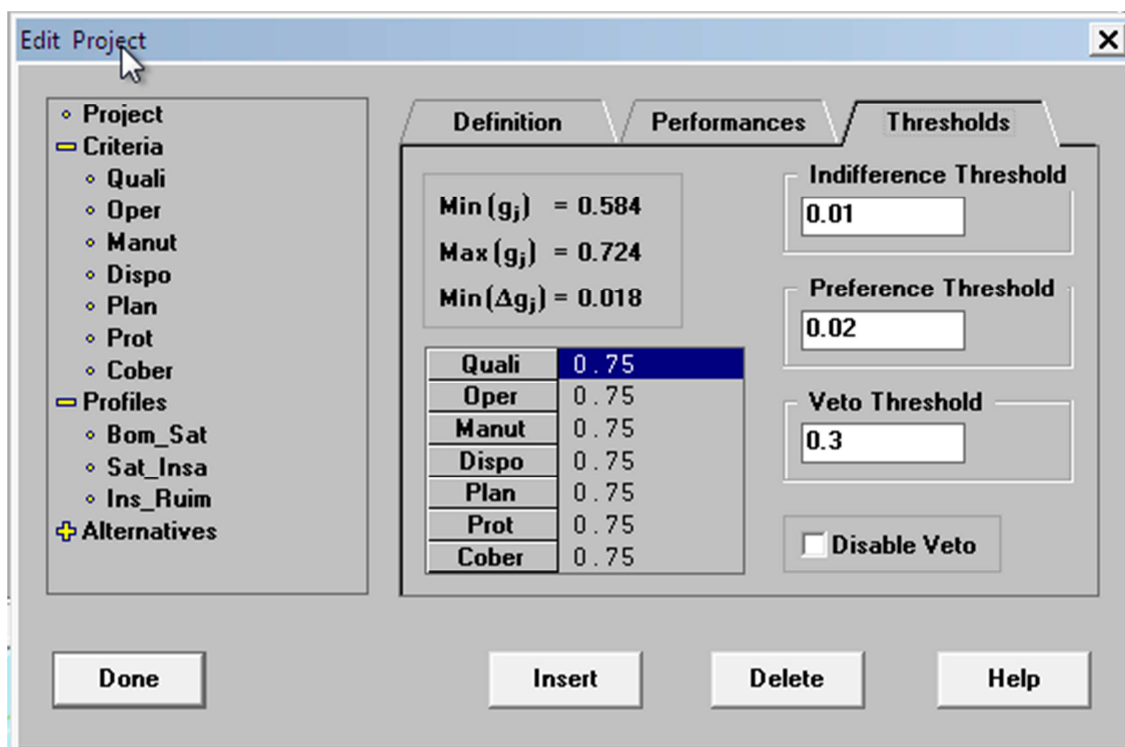 Edit Project
Project
Criteria
Quali
Oper
Manut
Dispo
Plan
Prot
Cober
Profiles
Bom_Sat
Sat_Insa
Ins_Ruim
Alternatives
Definition Performances Thresholds
Min(gj) = 0.584
Max(gj) = 0.724
Min(Δgj) = 0.018
Quali 0.75
Oper 0.75
Manut 0.75
Dispo 0.75
Plan 0.75
Prot 0.75
Cober 0.75
Indifference Threshold
0.01
Preference Threshold
0.02
Veto Threshold
0.3
Disable Veto
Done Insert Delete Help